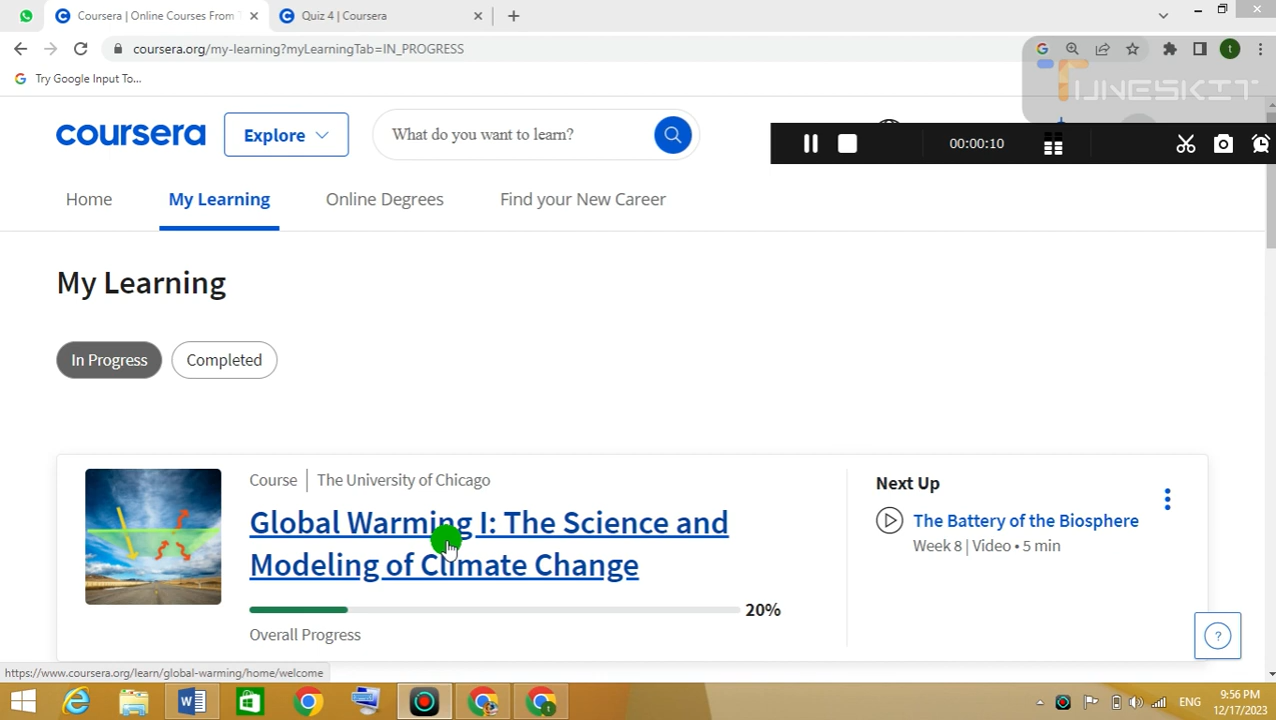 Coursera | Online Courses From
Quiz 4 | Coursera
coursera.org/my-learning?myLearningTab=IN_PROGRESS
t
Try Google Input To...
TUNESKIT
coursera
Explore
What do you want to learn?
00:00:10
Home
My Learning
Online Degrees
Find your New Career
My Learning
In Progress
Completed
Course | The University of Chicago
Global Warming I: The Science and
Modeling of Climate Change
20%
Overall Progress
Next Up
The Battery of the Biosphere
Week 8 | Video • 5 min
?
https://www.coursera.org/learn/global-warming/home/welcome
ENG
9:56 PM
12/17/2023